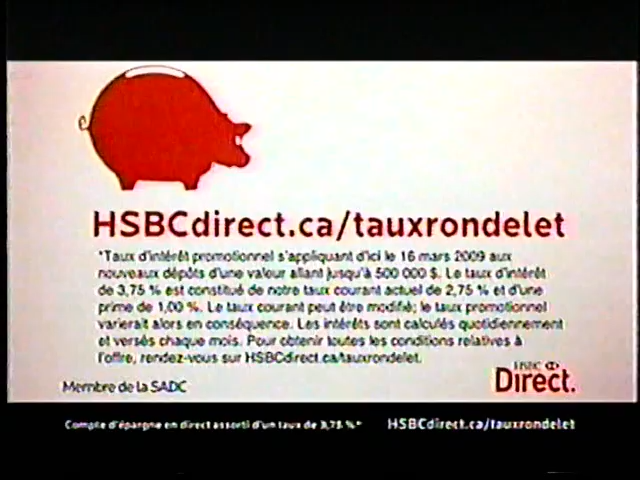 HSBCdirect.ca/tauxrondelet
*Taux d'intérêt promotionnel s'appliquant d'ici le 16 mars 2009 aux
nouveaux dépôts d'une valeur allant jusqu'à 500 000 $. Le taux d'intérêt
de 3,75 % est constitué de notre taux courant actuel de 2,75 % et d'une
prime de 1,00 %. Le taux courant peut être modifié; le taux promotionnel
varierait alors en conséquence. Les intérêts sont calculés quotidiennement
et versés chaque mois. Pour obtenir toutes les conditions relatives à
l'offre, rendez-vous sur HSBCdirect.ca/tauxrondelet.
HSBC
Direct.
Membre de la SADC
Compte d'épargne en direct assorti d'un taux de 3,75 %* HSBCdirect.ca/tauxrondelet